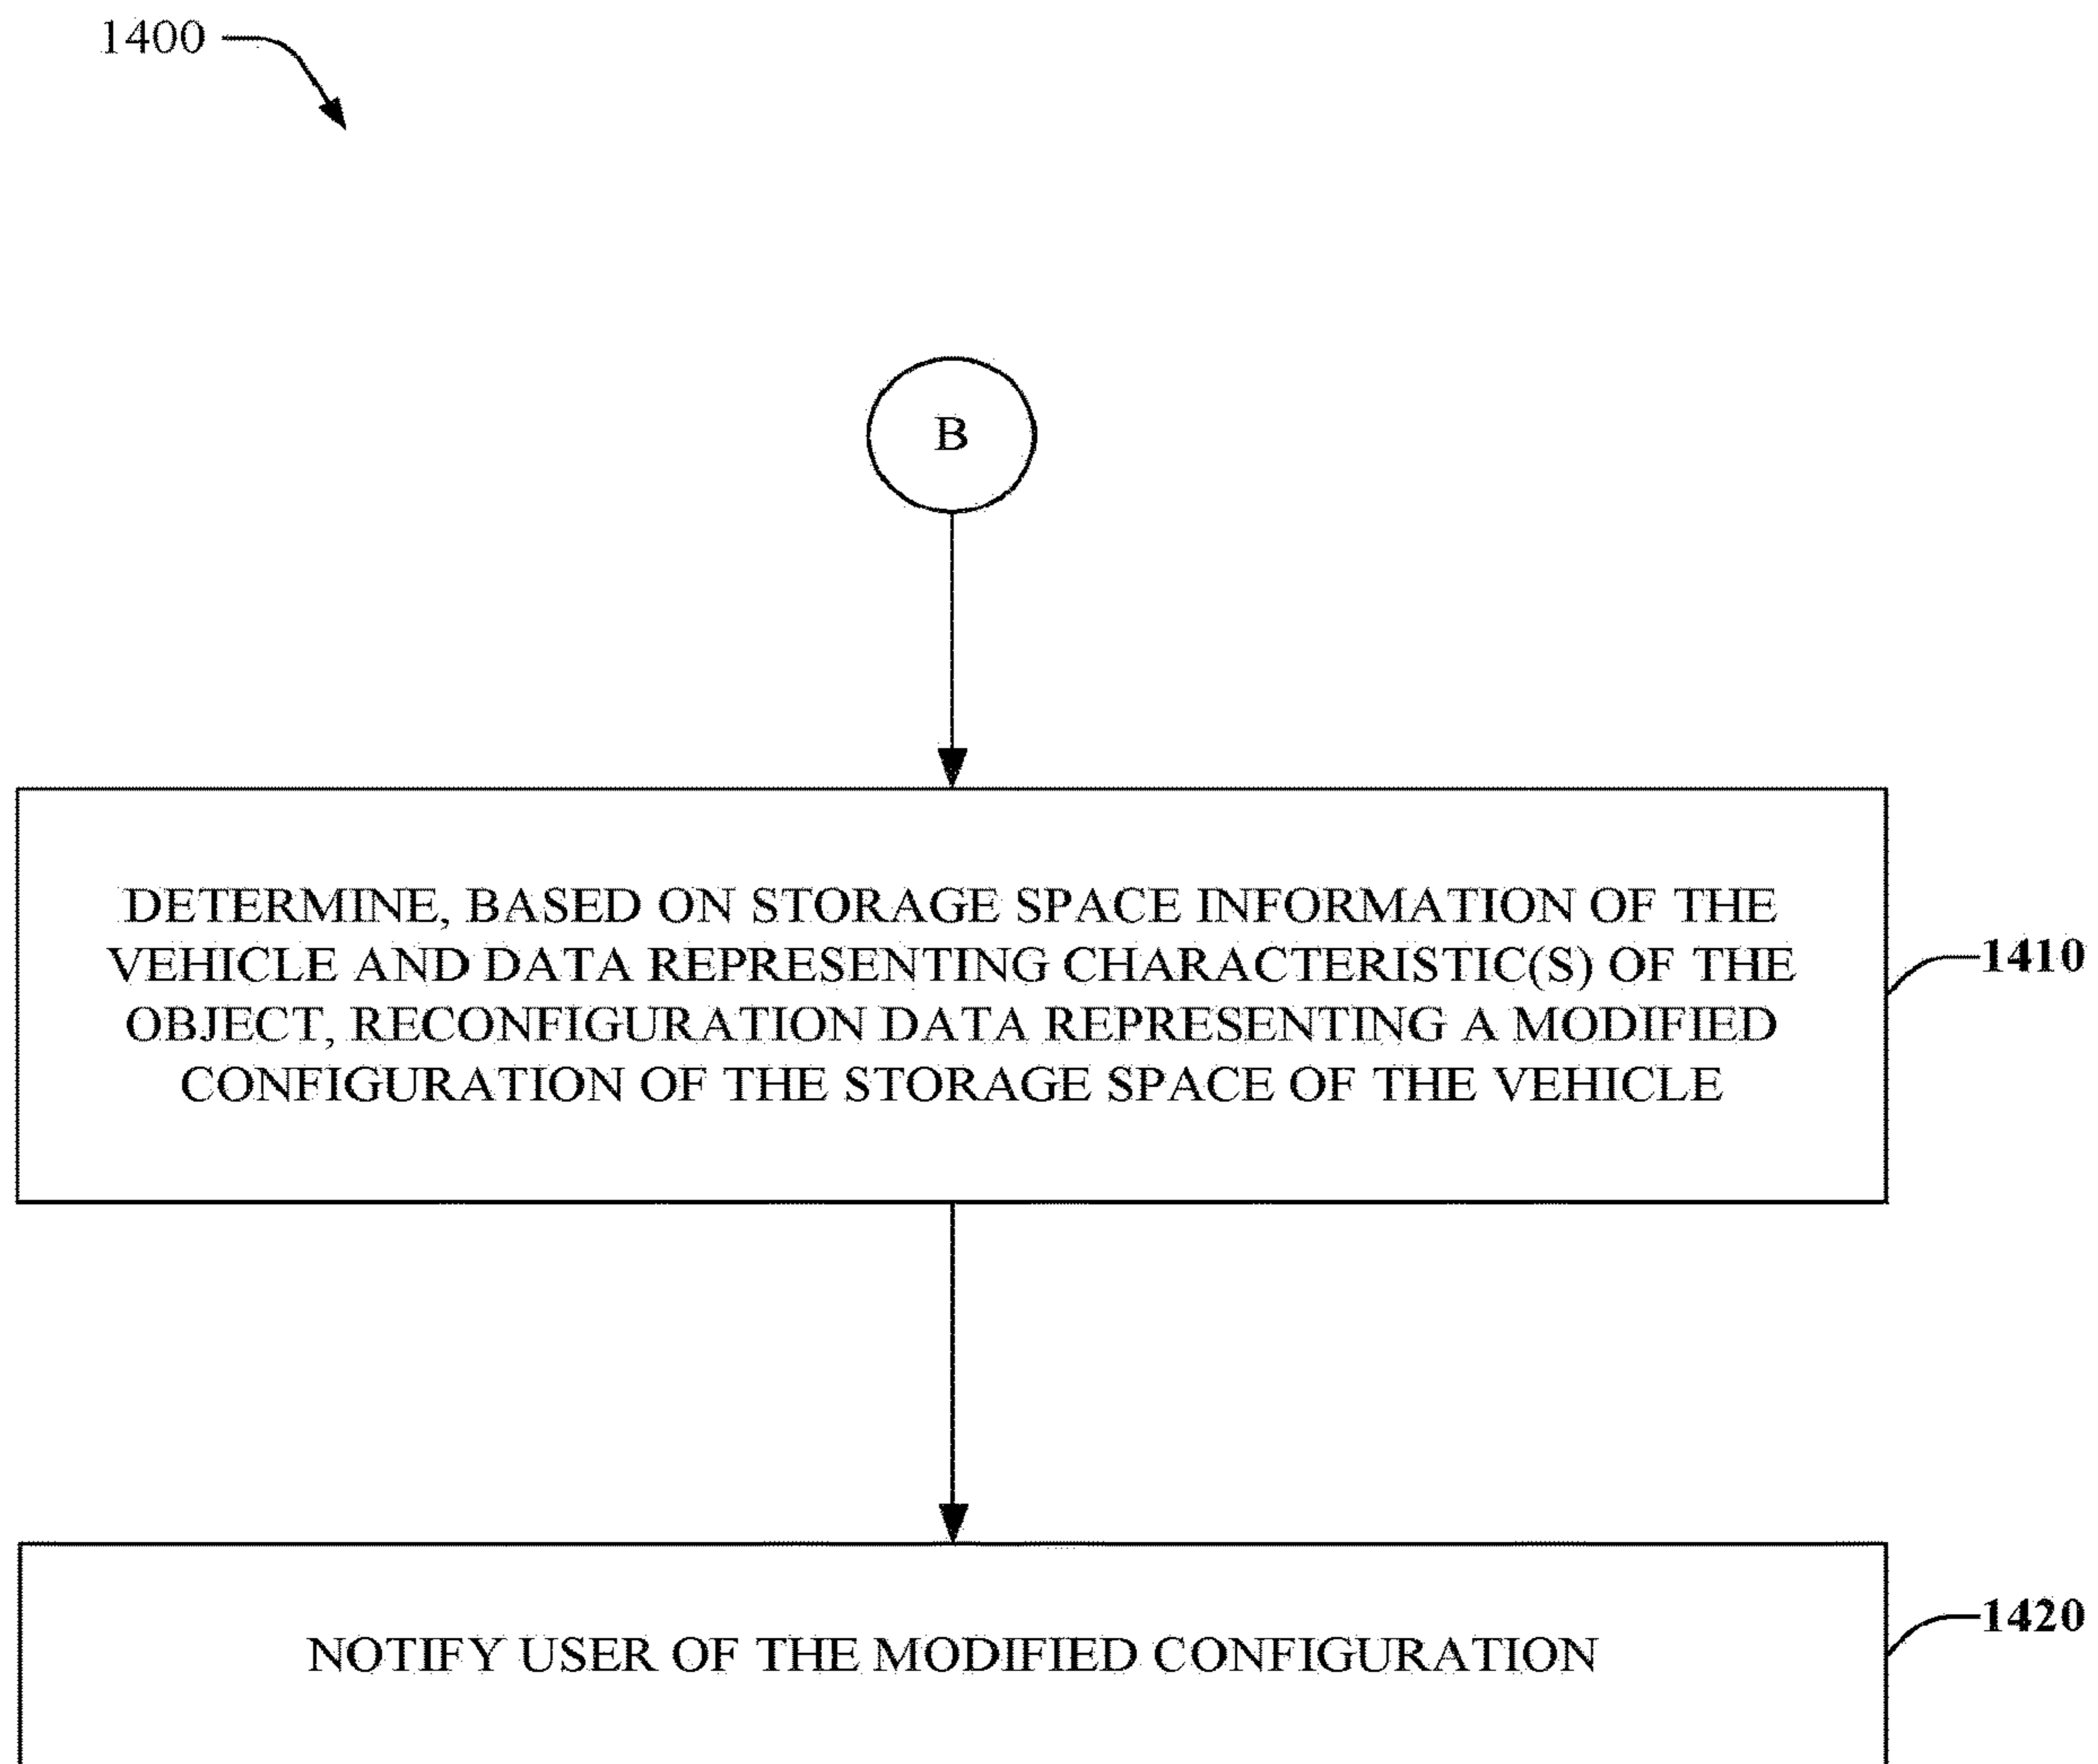 1400
B
DETERMINE, BASED ON STORAGE SPACE INFORMATION OF THE
VEHICLE AND DATA REPRESENTING CHARACTERISTIC(S) OF THE
OBJECT, RECONFIGURATION DATA REPRESENTING A MODIFIED
CONFIGURATION OF THE STORAGE SPACE OF THE VEHICLE
1410
NOTIFY USER OF THE MODIFIED CONFIGURATION
1420